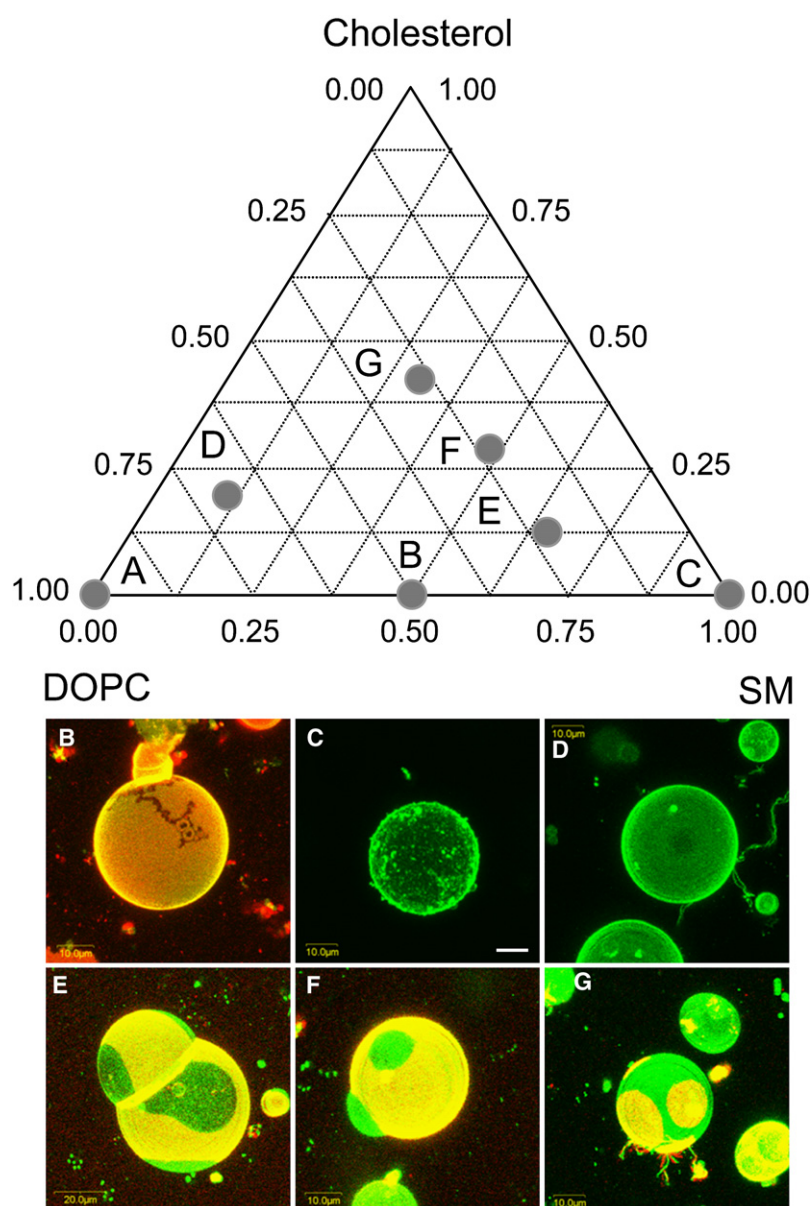 Cholesterol
0.00 1.00
0.25 0.75
0.50 0.50
G
D
F
0.75 0.25
E
B
A C
1.00 0.00
0.00 0.25 0.50 0.75 1.00
DOPC SM
B C D
10.0µm
10.0µm 10.0µm
E F G
20.0µm 10.0µm 10.0µm